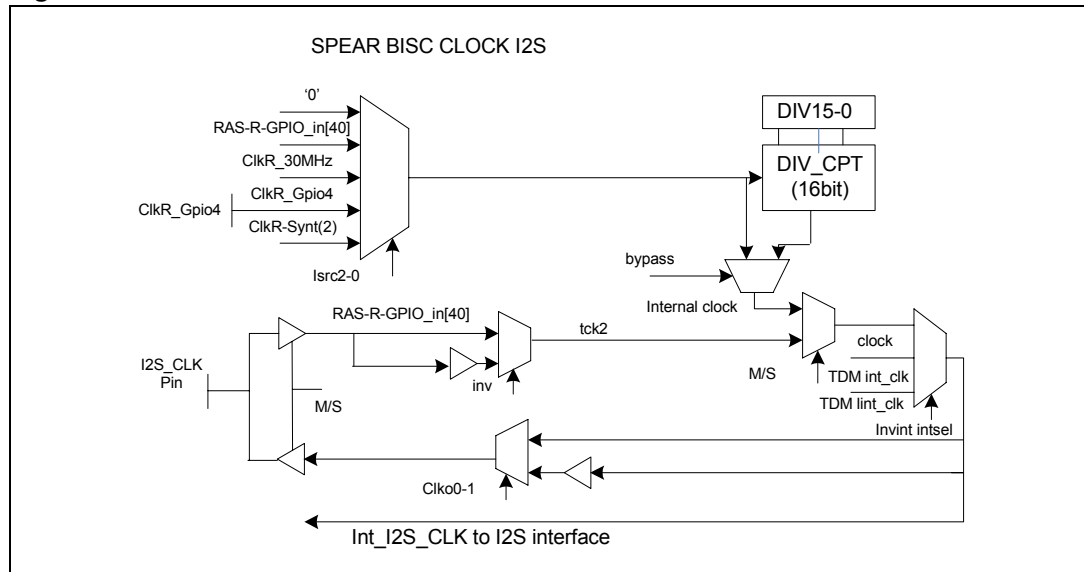 SPEAR BISC CLOCK I2S
'0'
RAS-R-GPIO_in[40]
ClkR_30MHz
ClkR_Gpio4
ClkR_Gpio4
ClkR-Synt(2)
Isrc2-0
DIV15-0
DIV_CPT
(16bit)
bypass
Internal clock
RAS-R-GPIO_in[40]
tck2
clock
I2S_CLK
Pin
inv
M/S
M/S
TDM int_clk
TDM lint_clk
Invint intsel
Clko0-1
Int_I2S_CLK to I2S interface